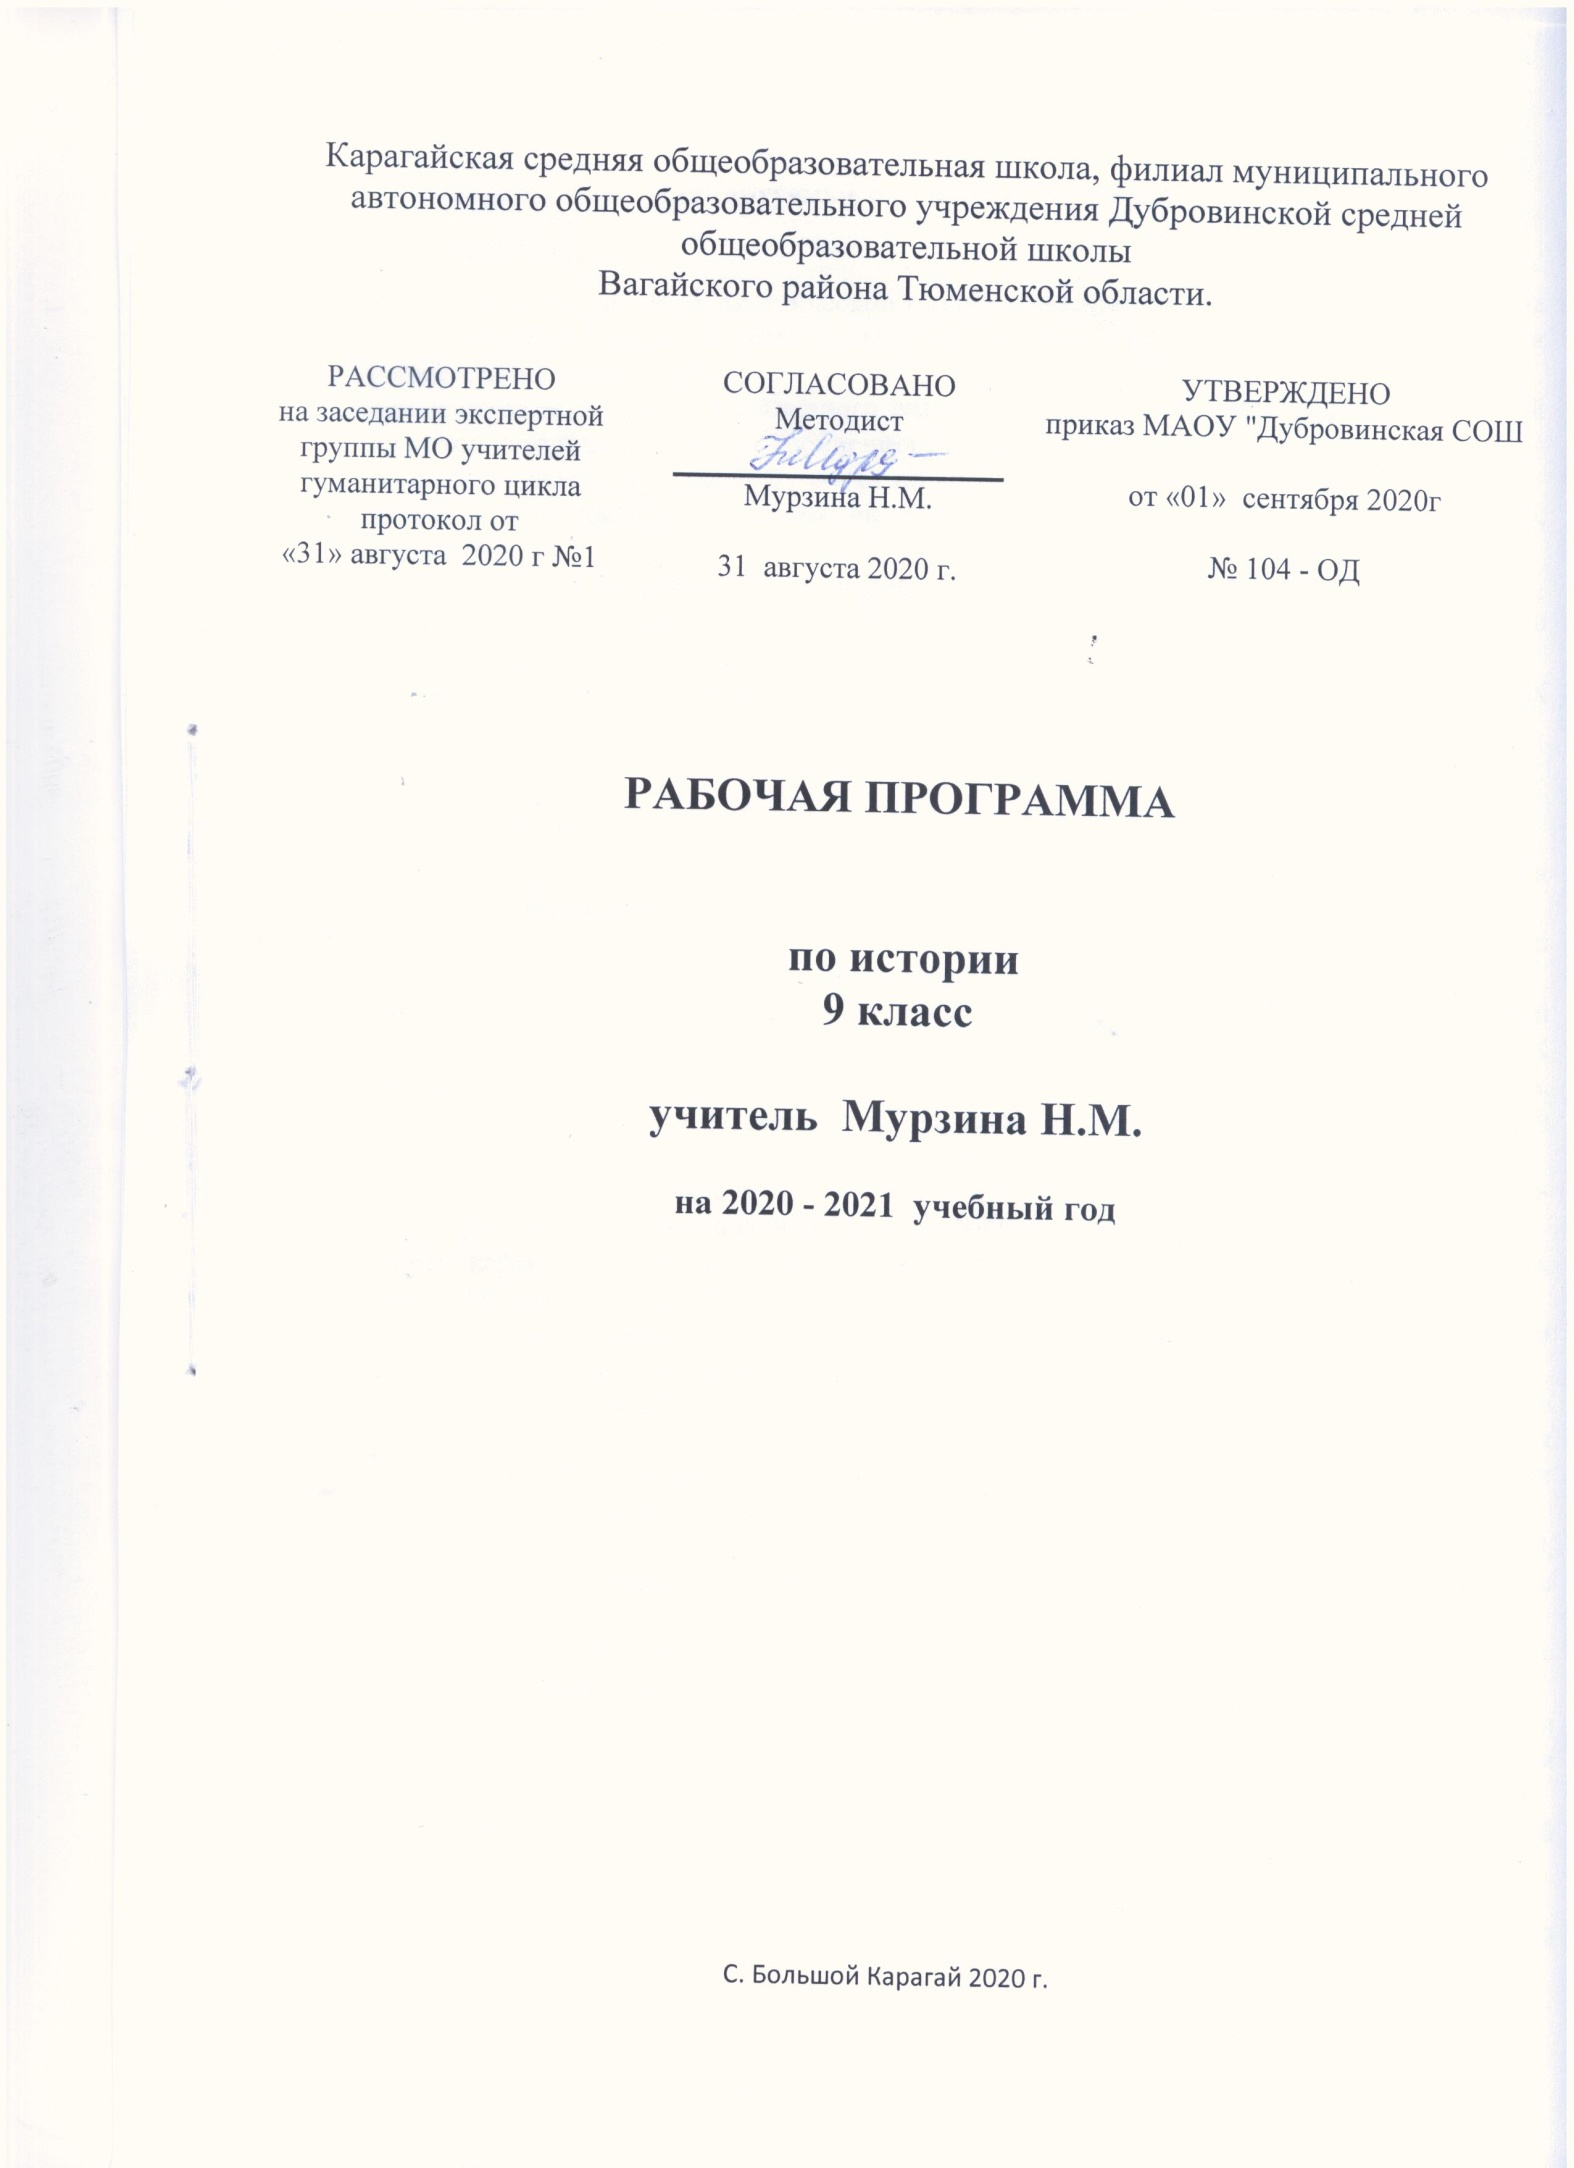 Карагайская средняя общеобразовательная школа, филиал муниципального
автономного общеобразовательного учреждения Дубровинской средней
общеобразовательной школы
Вагайского района Тюменской области.
РАССМОТРЕНО
на заседании экспертной
группы МО учителей
гуманитарного цикла
протокол от
«31» августа 2020 г №1
СОГЛАСОВАНО
Методист
Мурзина Н.М.
31 августа 2020 г.
УТВЕРЖДЕНО
приказ МАОУ "Дубровинская СОШ
от «01» сентября 2020г
№ 104 - ОД
РАБОЧАЯ ПРОГРАММА
по истории
9 класс
учитель Мурзина Н.М.
на 2020 - 2021 учебный год
С. Большой Карагай 2020 г.